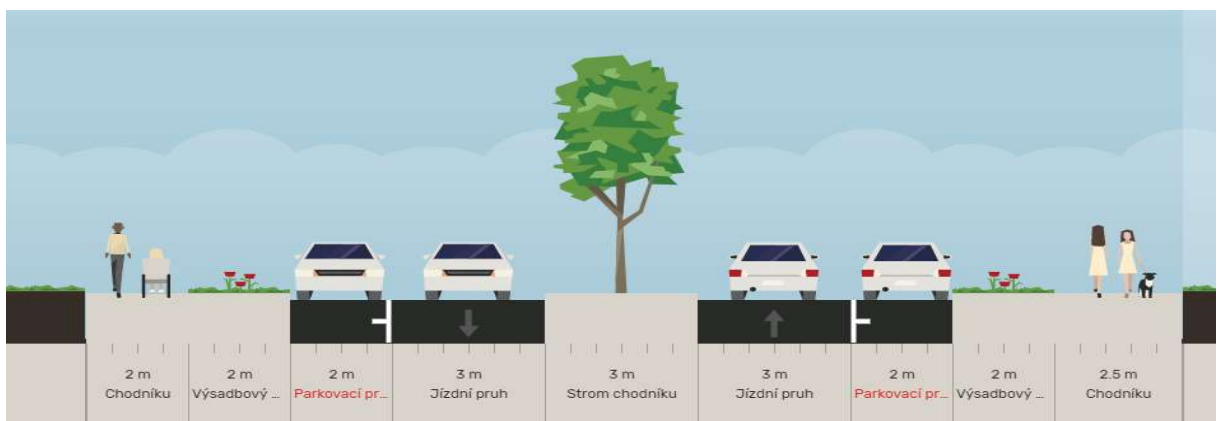 2 m
Chodníku
2 m
Výsadbový ...
2 m
Parkovací pr...
3 m
Jízdní pruh
3 m
Strom chodníku
3 m
Jízdní pruh
2 m
Parkovací pr...
2 m
Výsadbový ...
2.5 m
Chodníku